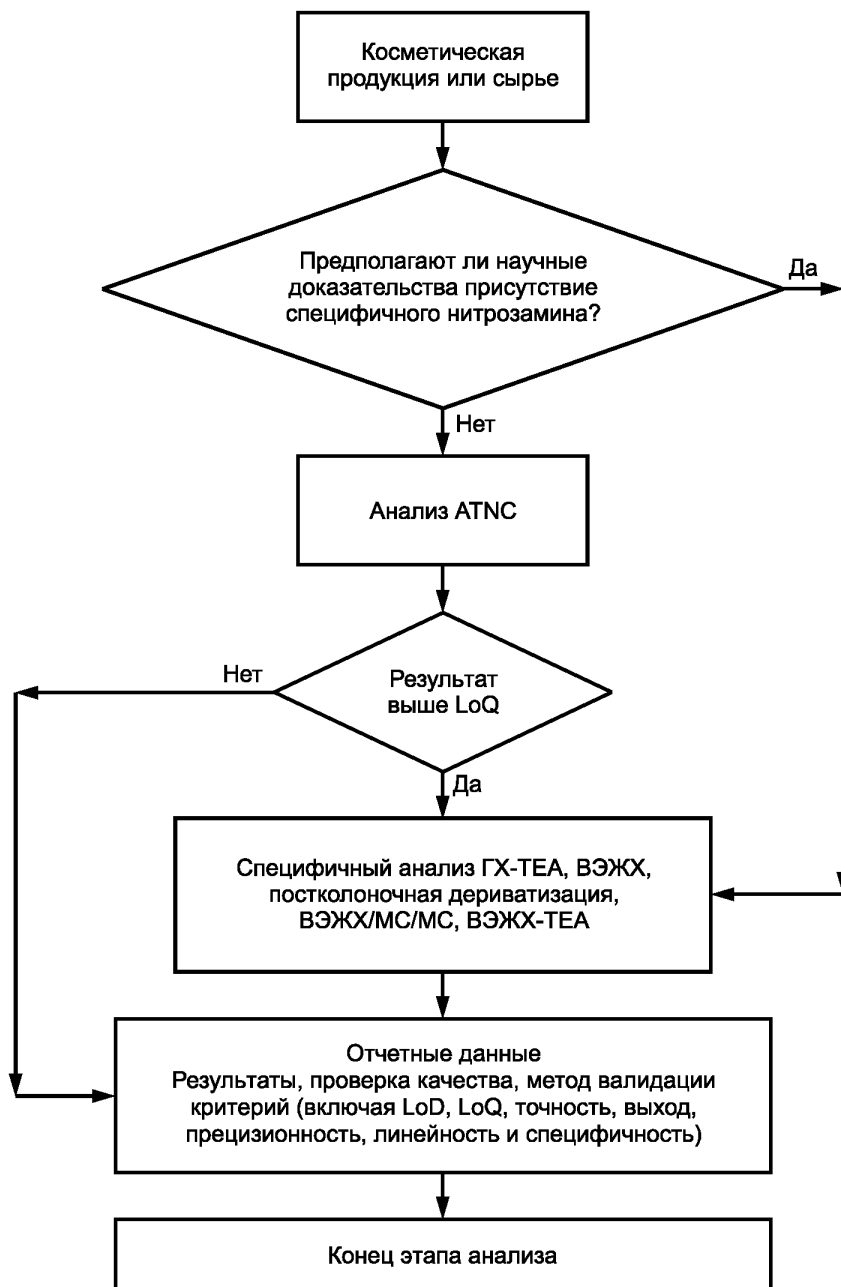 Косметическая
продукция или сырье
Предполагают ли научные
доказательства присутствие
специфичного нитрозамина?
Да
Нет
Анализ ATNC
Нет
Результат
выше LoQ
Да
Специфичный анализ ГХ-ТЕА, ВЭЖХ,
постколоночная дериватизация,
ВЭЖХ/МС/МС, ВЭЖХ-ТЕА
Отчетные данные
Результаты, проверка качества, метод валидации
критерий (включая LoD, LoQ, точность, выход,
прецизионность, линейность и специфичность)
Конец этапа анализа